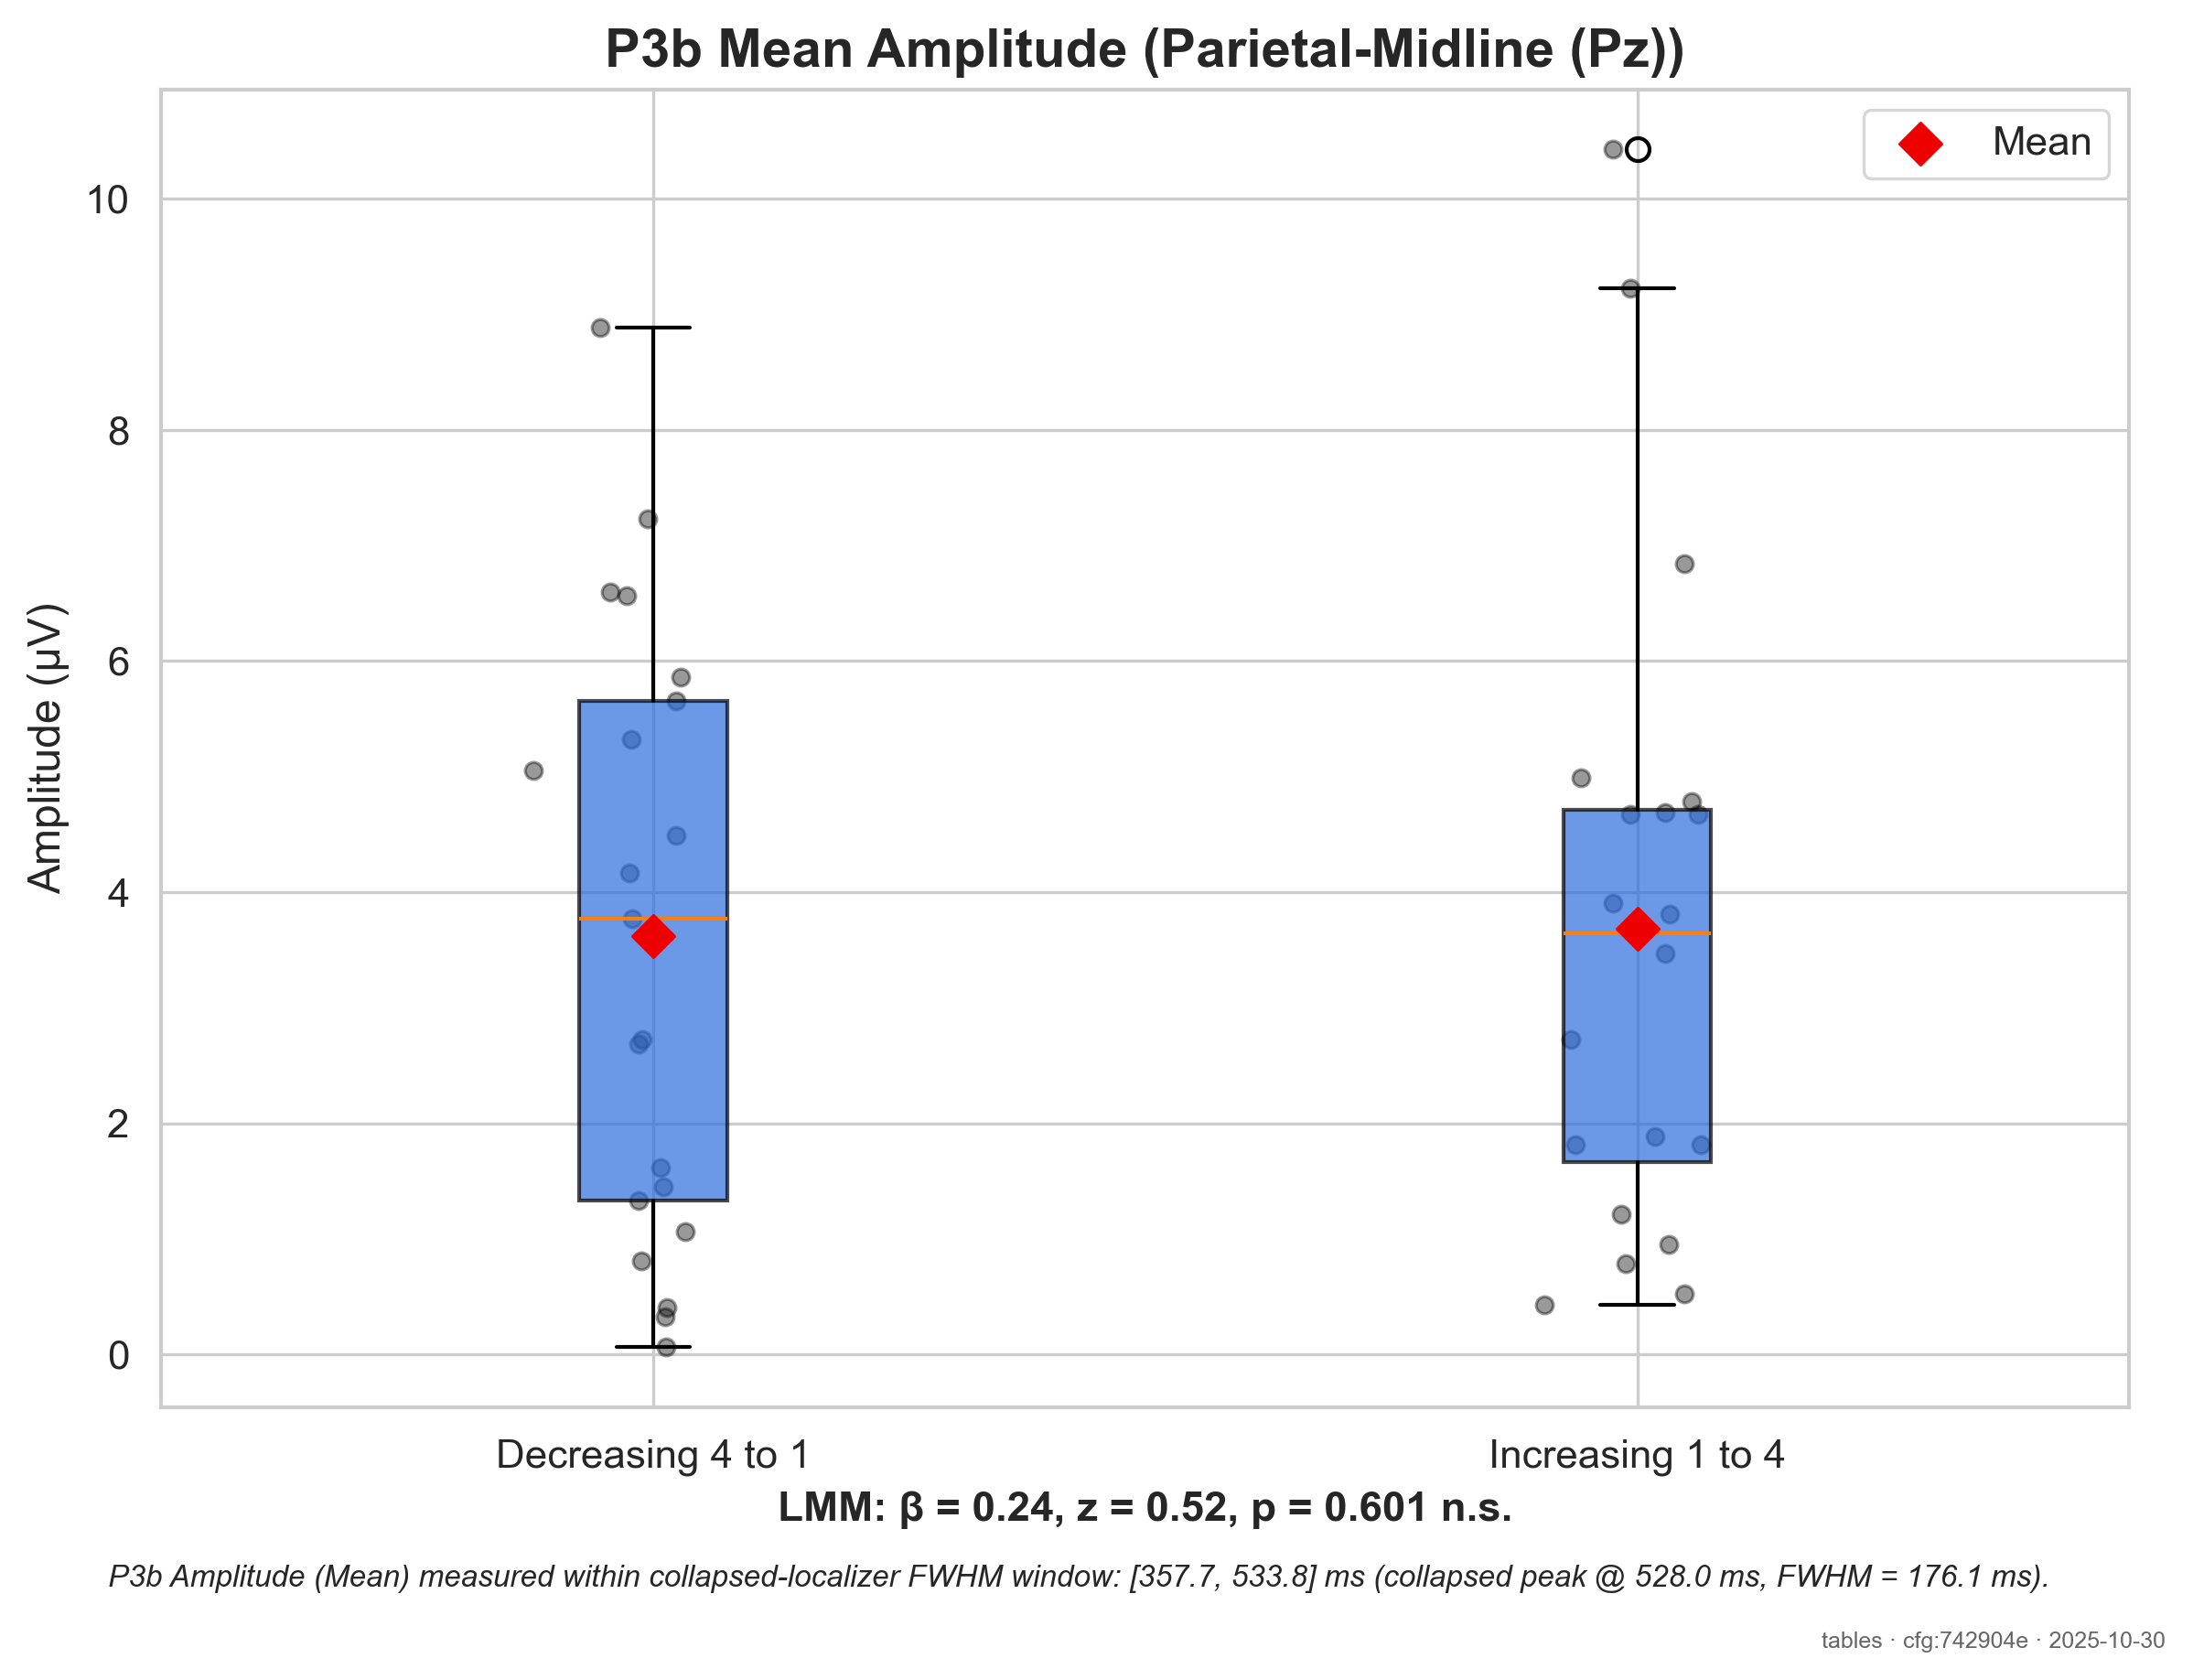 P3b Mean Amplitude (Parietal-Midline (Pz))
Mean
Amplitude (µV)
10
8
6
4
2
0
Decreasing 4 to 1
Increasing 1 to 4
LMM: β = 0.24, z = 0.52, p = 0.601 n.s.
P3b Amplitude (Mean) measured within collapsed-localizer FWHM window: [357.7, 533.8] ms (collapsed peak @ 528.0 ms, FWHM = 176.1 ms).
tables · cfg:742904e · 2025-10-30